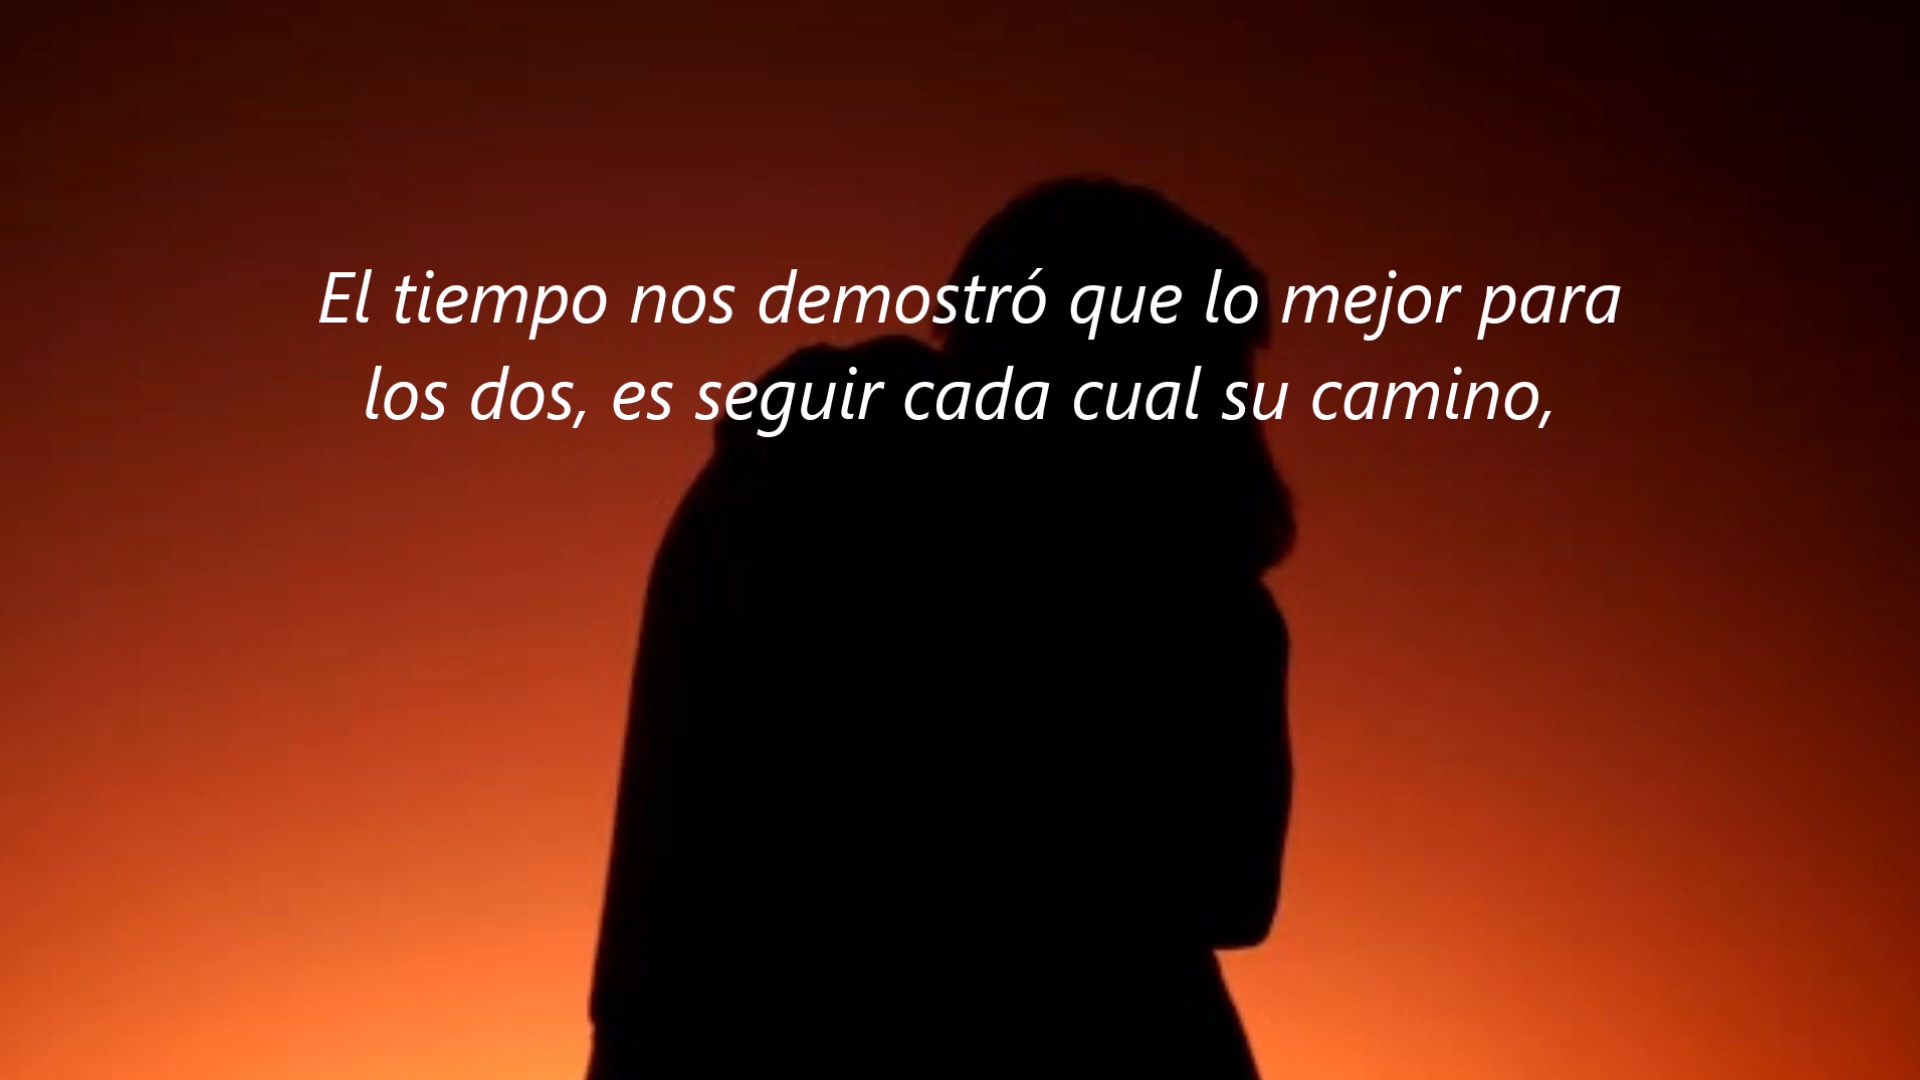 El tiempo nos demostró que lo mejor para
los dos, es seguir cada cual su camino,